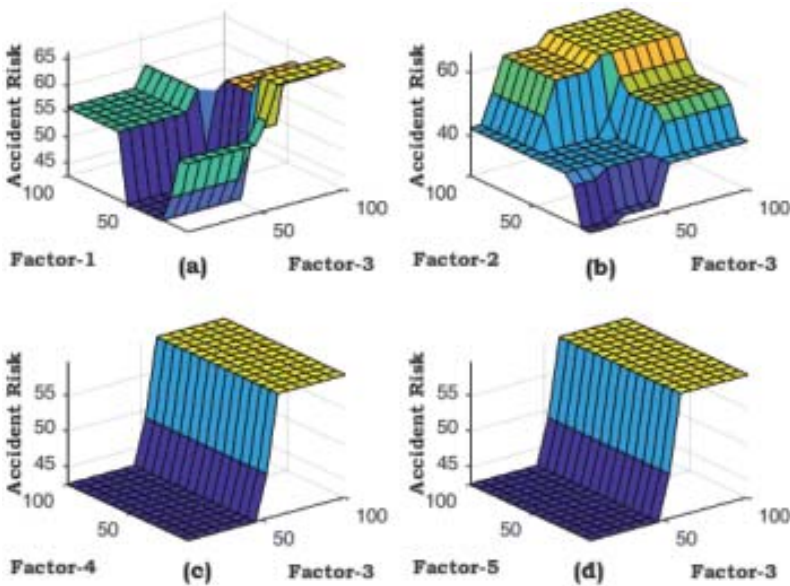 Accident Risk
65
60
55
50
45
100
50
50
100
Factor-1
(a)
Factor-3
Accident Risk
60
40
100
50
50
100
Factor-2
(b)
Factor-3
Accident Risk
55
50
45
100
50
50
100
Factor-4
(c)
Factor-3
Accident Risk
55
50
45
100
50
50
100
Factor-5
(d)
Factor-3